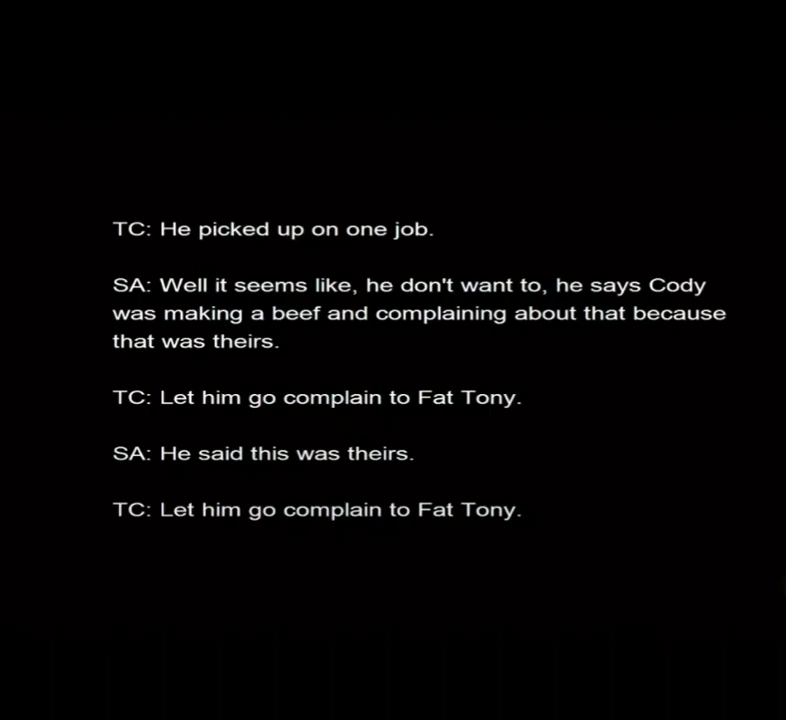 TC: He picked up on one job.
SA: Well it seems like, he don't want to, he says Cody
was making a beef and complaining about that because
that was theirs.
TC: Let him go complain to Fat Tony.
SA: He said this was theirs.
TC: Let him go complain to Fat Tony.